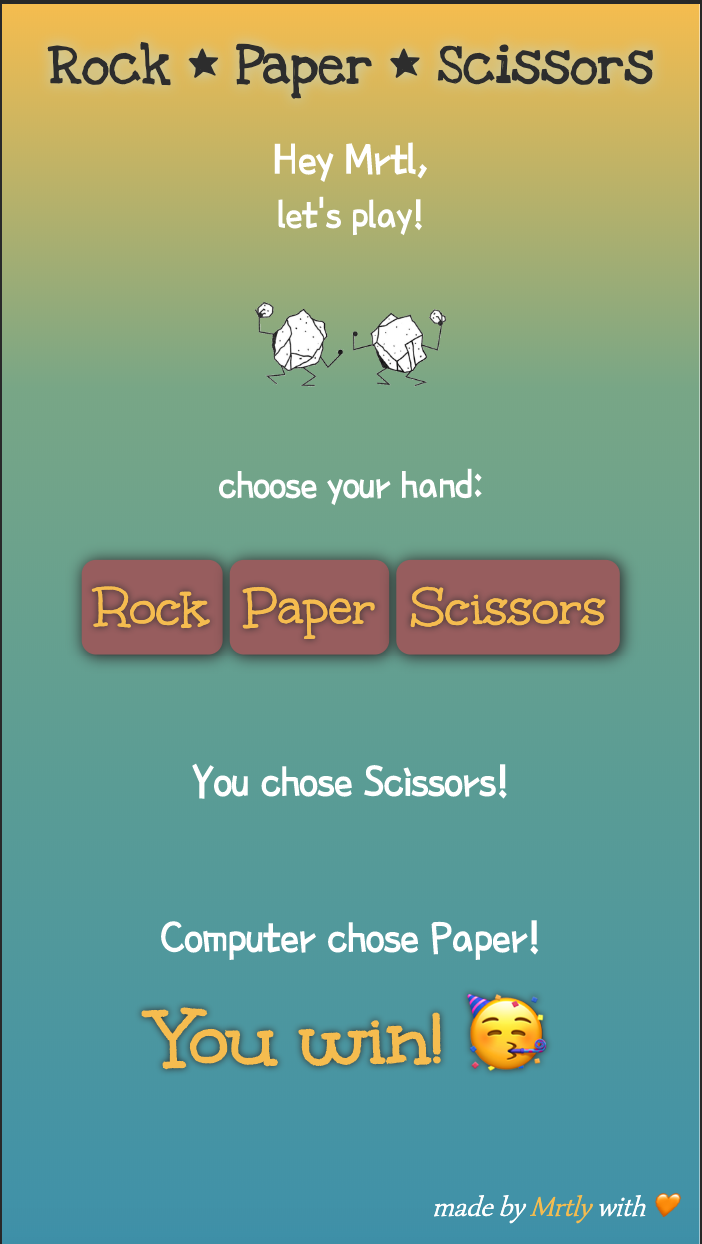 Rock ★ Paper ★ Scissors
Hey Mrtl,
let's play!
choose your hand:
Rock Paper Scissors
You chose Scissors!
Computer chose Paper!
You win! 🥳
made by Mrtly with 🧡